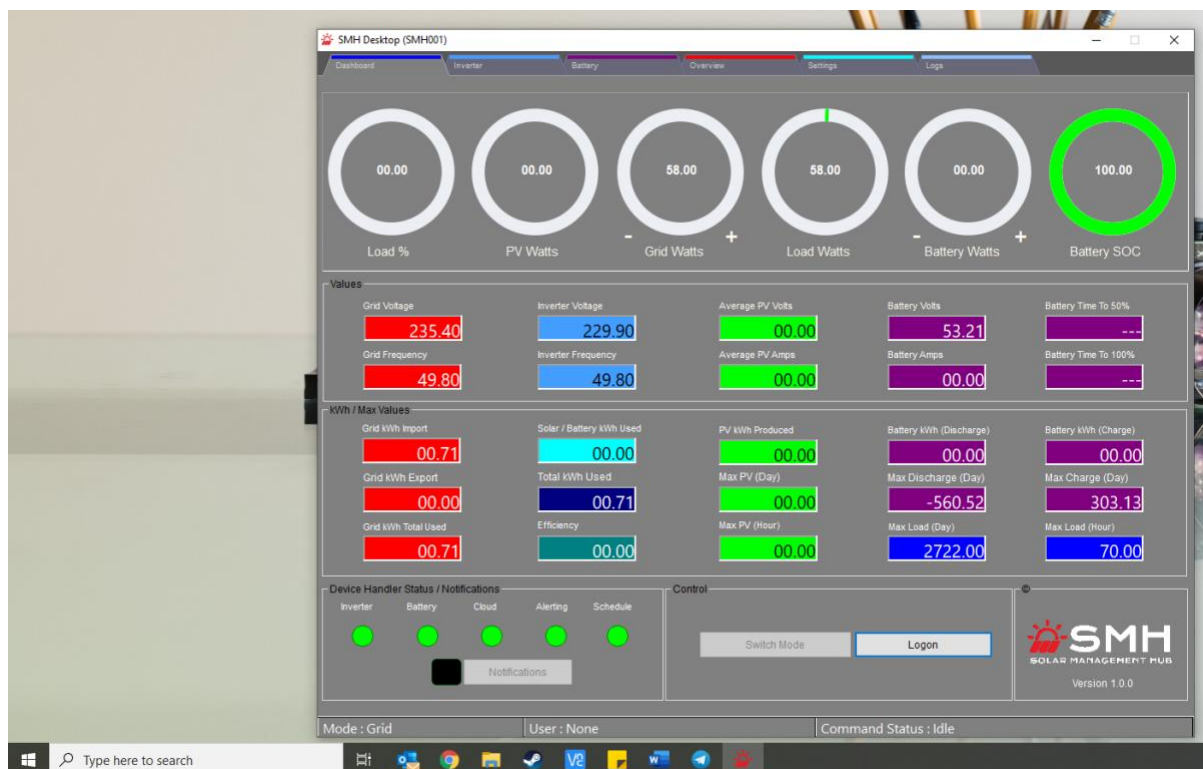 SMH Desktop (SMH001)
Dashboard Inverter Battery Overview Settings Logs
00.00 00.00 58.00 58.00 00.00 100.00
- + - +
Load % PV Watts Grid Watts Load Watts Battery Watts Battery SOC
Values
Grid Voltage Inverter Voltage Average PV Volts Battery Volts Battery Time To 50%
235.40 229.90 00.00 53.21 ---
Grid Frequency Inverter Frequency Average PV Amps Battery Amps Battery Time To 100%
49.80 49.80 00.00 00.00 ---
kWh / Max Values
Grid kWh Import Solar / Battery kWh Used PV kWh Produced Battery kWh (Discharge) Battery kWh (Charge)
00.71 00.00 00.00 00.00 00.00
Grid kWh Export Total kWh Used Max PV (Day) Max Discharge (Day) Max Charge (Day)
00.00 00.71 00.00 -560.52 303.13
Grid kWh Total Used Efficiency Max PV (Hour) Max Load (Day) Max Load (Hour)
00.71 00.00 00.00 2722.00 70.00
Device Handler Status / Notifications Control ©
Inverter Battery Cloud Alerting Schedule
Switch Mode Logon
SMH
SOLAR MANAGEMENT HUB
Notifications
Version 1.0.0
Mode : Grid User : None Command Status : Idle
Type here to search